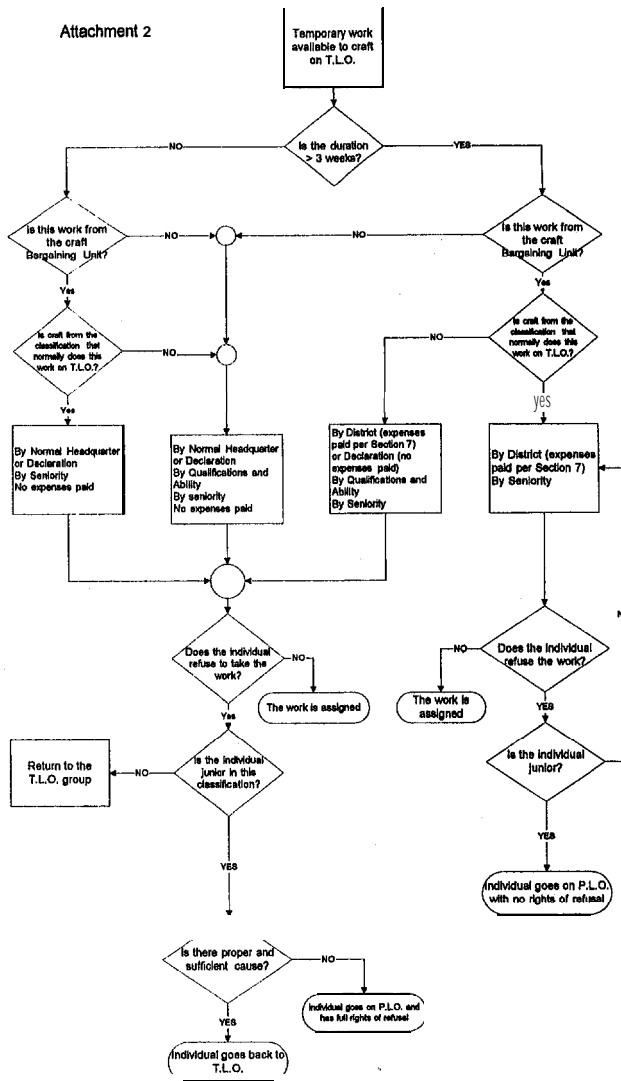 Attachment 2
Temporary work
available to craft
on T.L.O.
Is the duration
> 3 weeks?
NO
YES
Is this work from
the craft
Bargaining Unit?
NO
NO
Is this work from
the craft
Bargaining Unit?
Yes
Yes
Is craft from the
classification that
normally does this
work on T.L.O.?
NO
NO
Is craft from the
classification that
normally does this
work on T.L.O.?
Yes
yes
By Normal Headquarter
or Declaration
By Seniority
No expenses paid
By Normal Headquarter
or Declaration
By Qualifications and
Ability
By seniority
No expenses paid
By District (expenses
paid per Section 7)
or Declaration (no
expenses paid)
By Qualifications and
Ability
By Seniority
By District (expenses
paid per Section 7)
By Seniority
N
Does the individual
refuse to take the
work?
NO
The work is assigned
Does the individual
refuse the work?
NO
The work is
assigned
Yes
YES
Is the individual
junior in this
classification?
NO
Return to the
T.L.O. group
Is the individual
junior?
YES
YES
Individual goes on P.L.O.
with no rights of refusal
Is there proper and
sufficient cause?
NO
Individual goes on P.L.O. and
has full rights of refusal
YES
Individual goes back to
T.L.O.